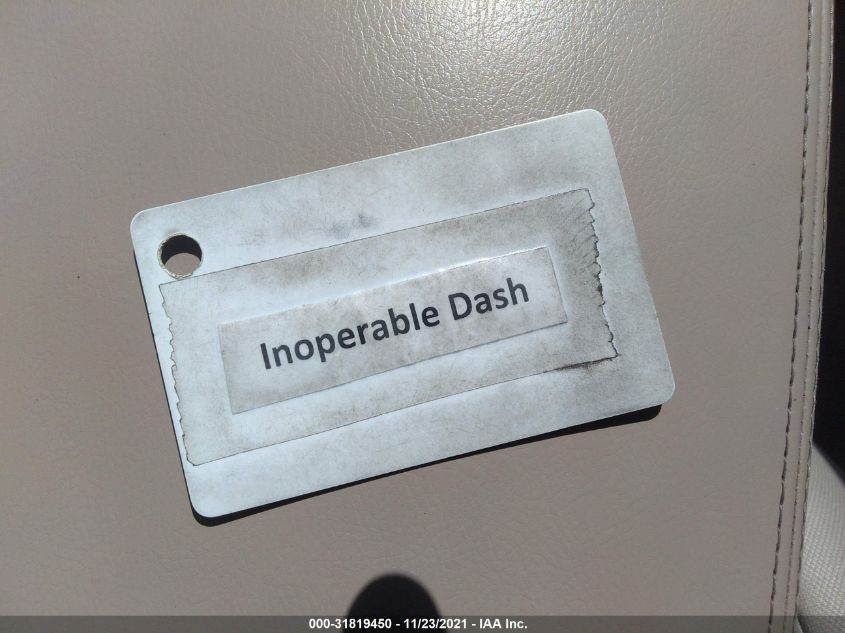 Inoperable Dash
000-31819450 - 11/23/2021 - IAA Inc.